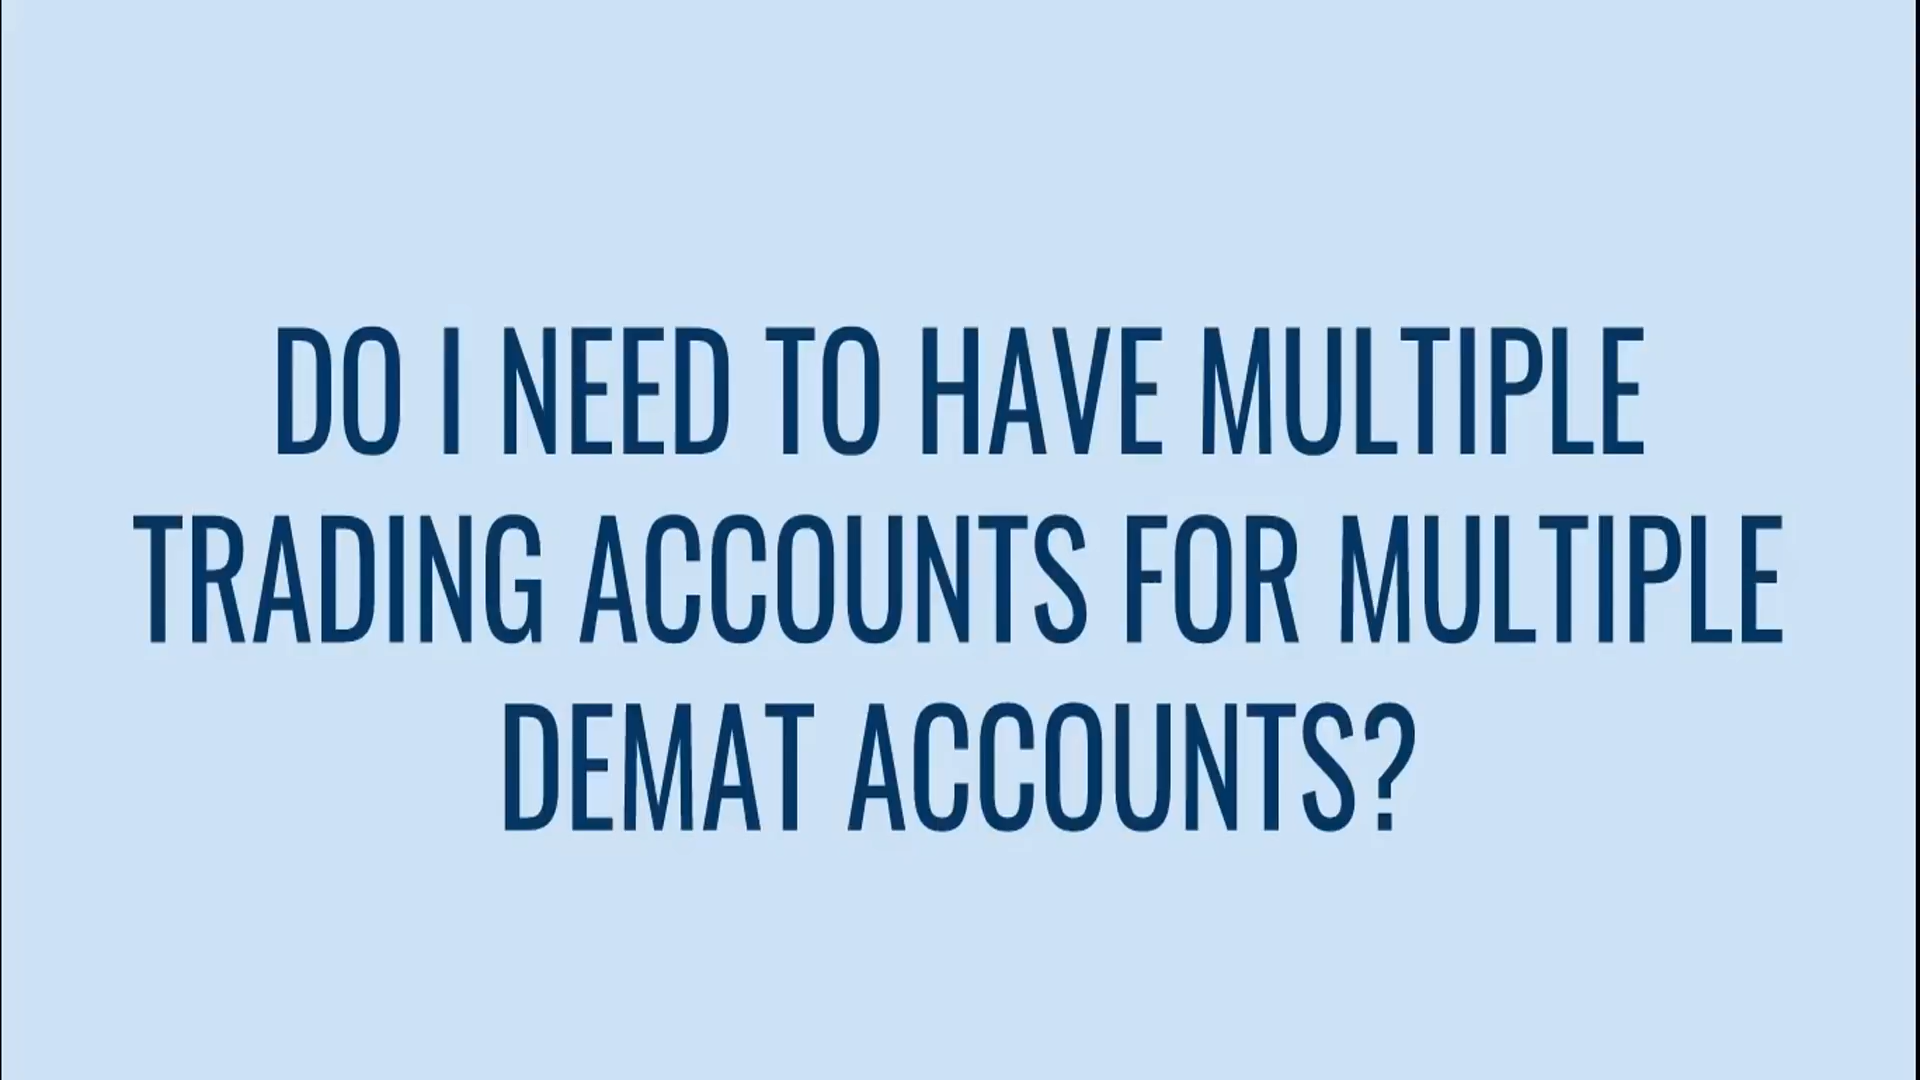 DO I NEED TO HAVE MULTIPLE
TRADING ACCOUNTS FOR MULTIPLE
DEMAT ACCOUNTS?